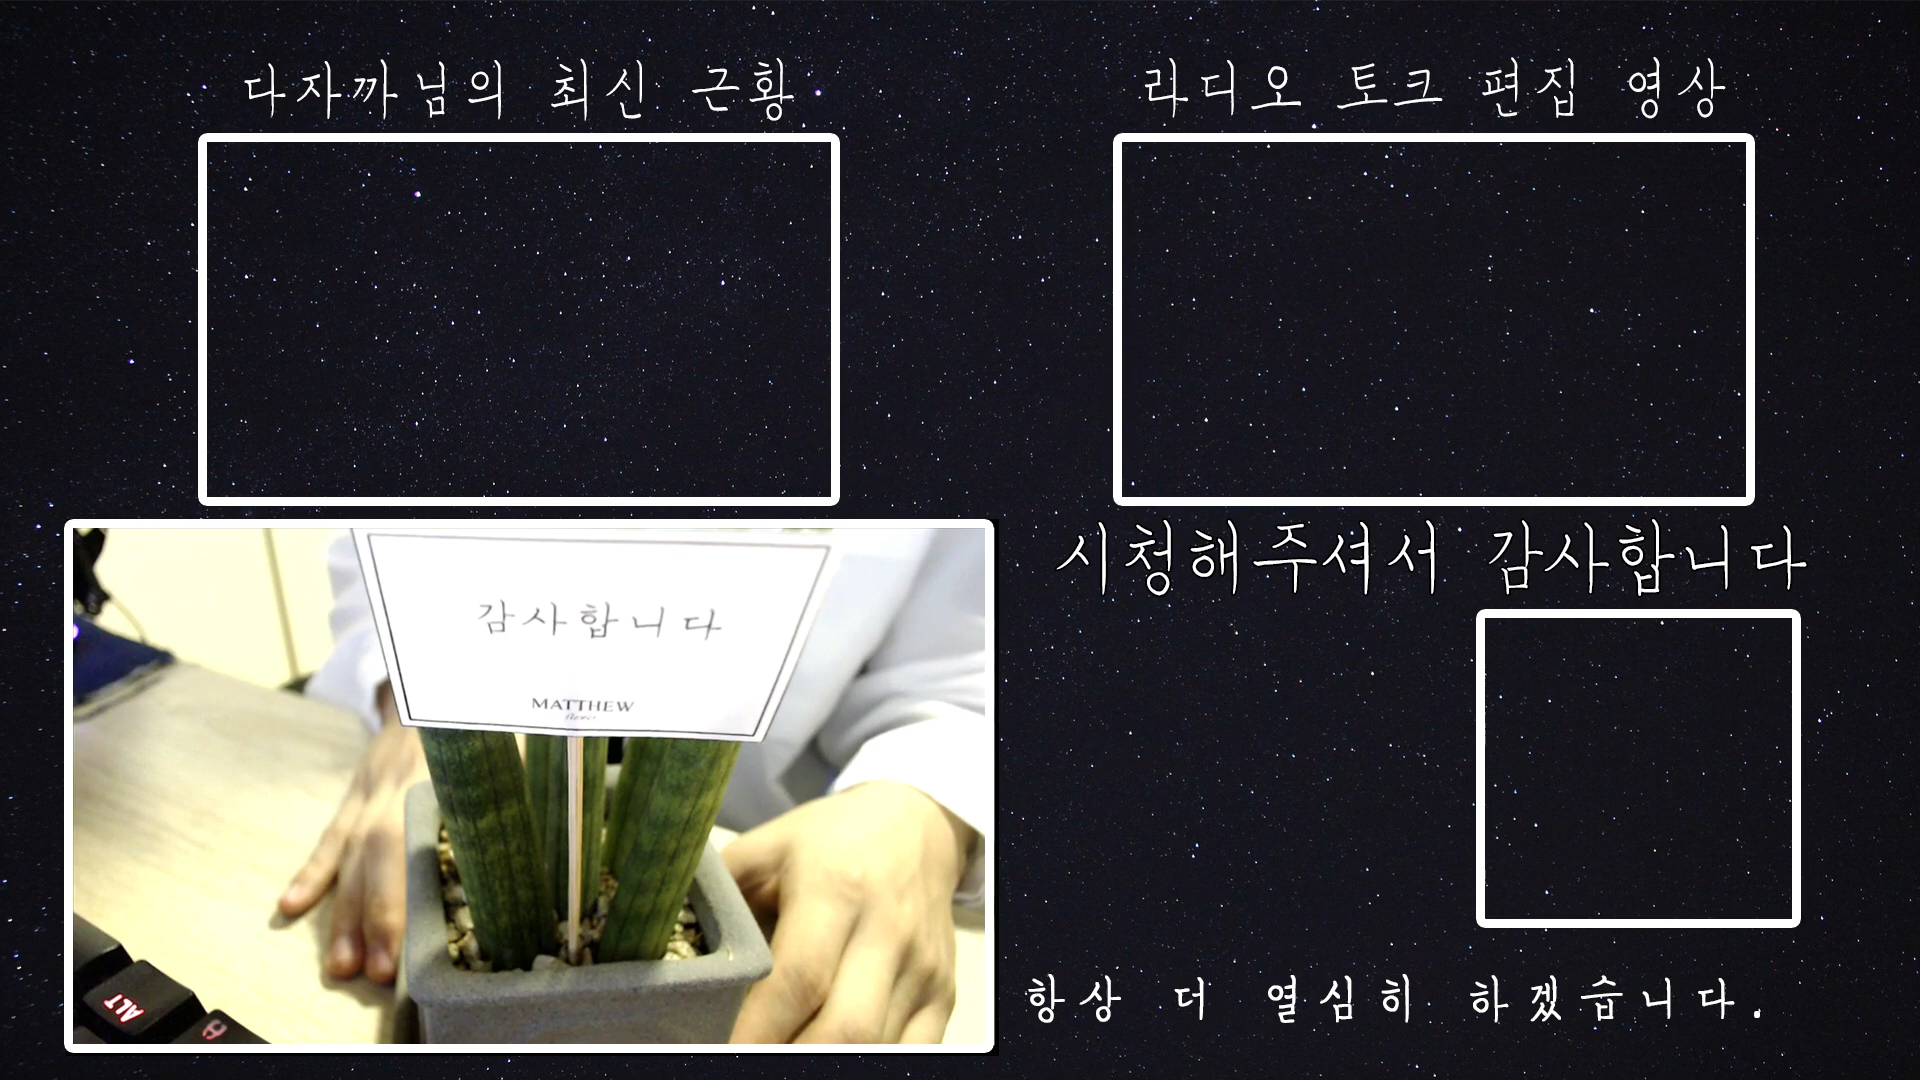 다자까님의 최신 근황
라디오 토크 편집 영상
시청해주셔서 감사합니다
감사합니다
MATTHEW
flower
ALT
항상 더 열심히 하겠습니다.